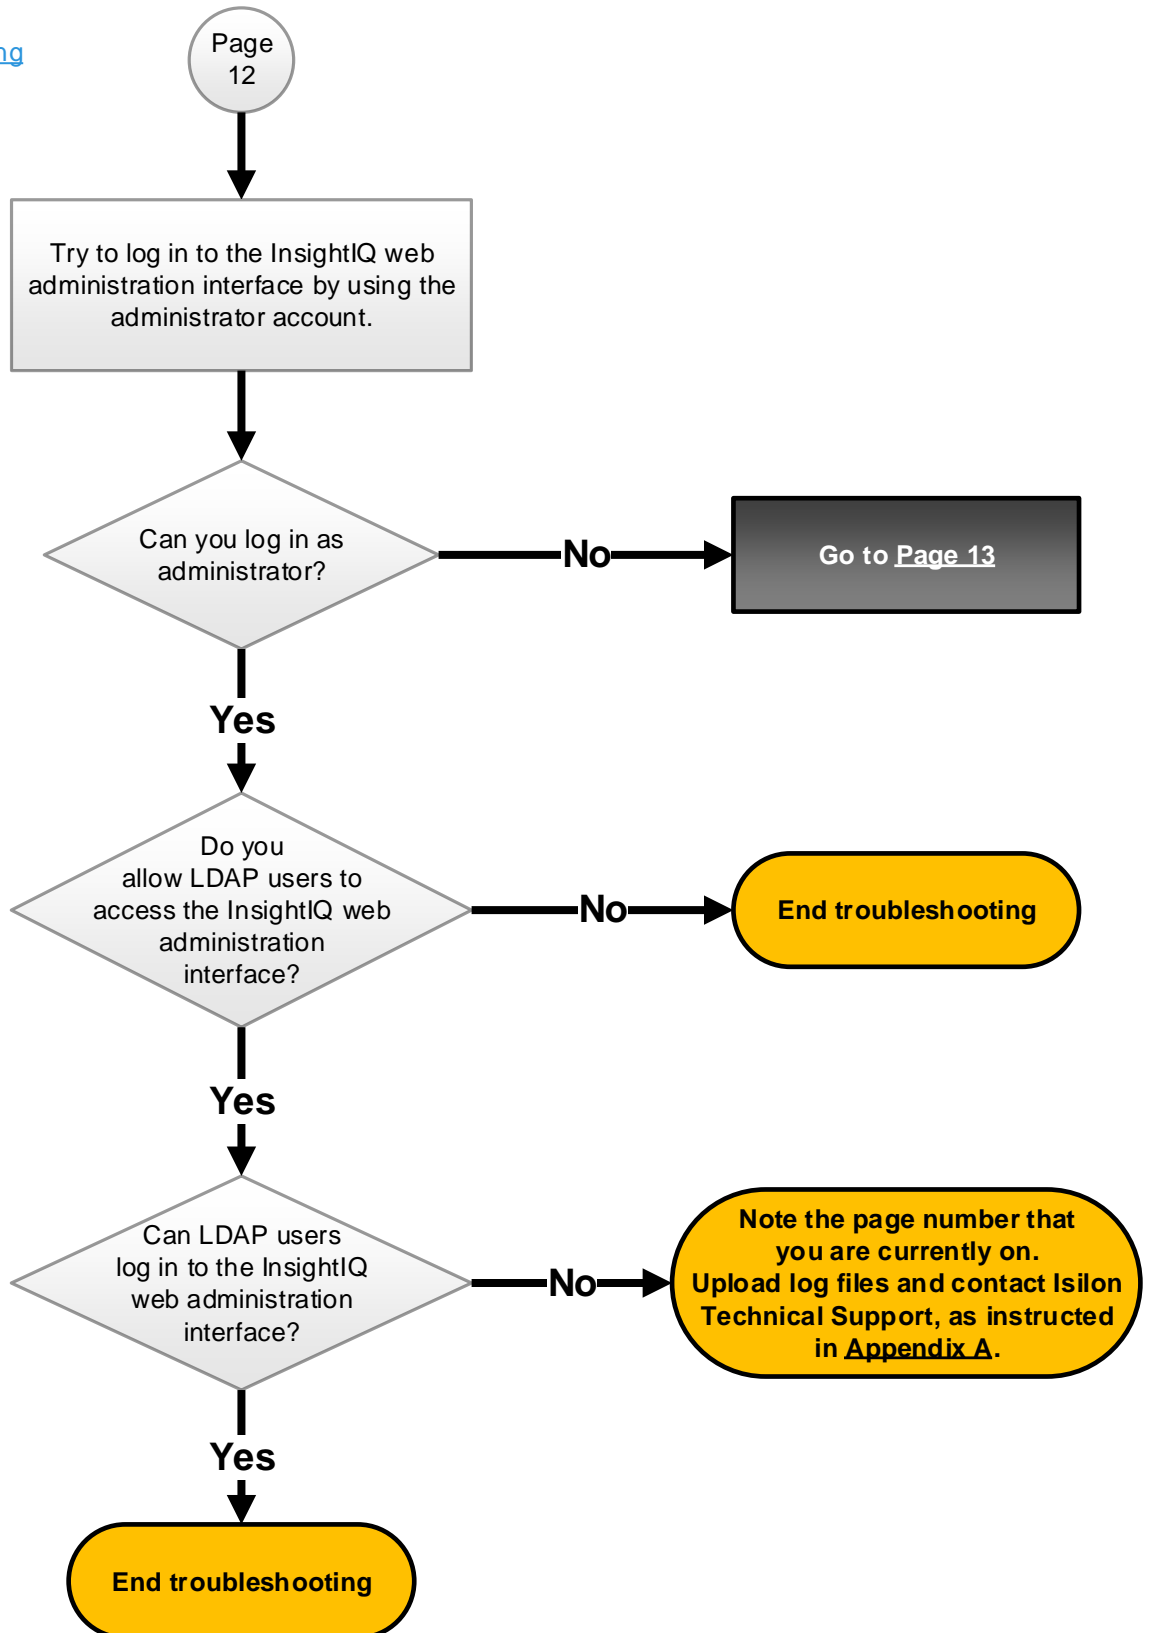 Page
12
Try to log in to the InsightIQ web
administration interface by using the
administrator account.
Can you log in as
administrator?
No
Go to Page 13
Yes
Do you
allow LDAP users to
access the InsightIQ web
administration
interface?
No
End troubleshooting
Yes
Can LDAP users
log in to the InsightIQ
web administration
interface?
No
Note the page number that
you are currently on.
Upload log files and contact Isilon
Technical Support, as instructed
in Appendix A.
Yes
End troubleshooting